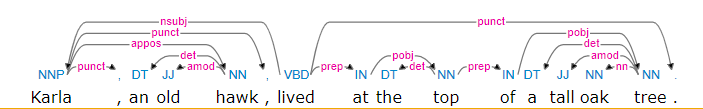 nsubj punct
punct
appos pobj
det pobj det
punct amod prep det prep amod nn
NNP , DT JJ NN , VBD IN DT NN IN DT JJ NN NN .
Karla , an old hawk , lived at the top of a tall oak tree .